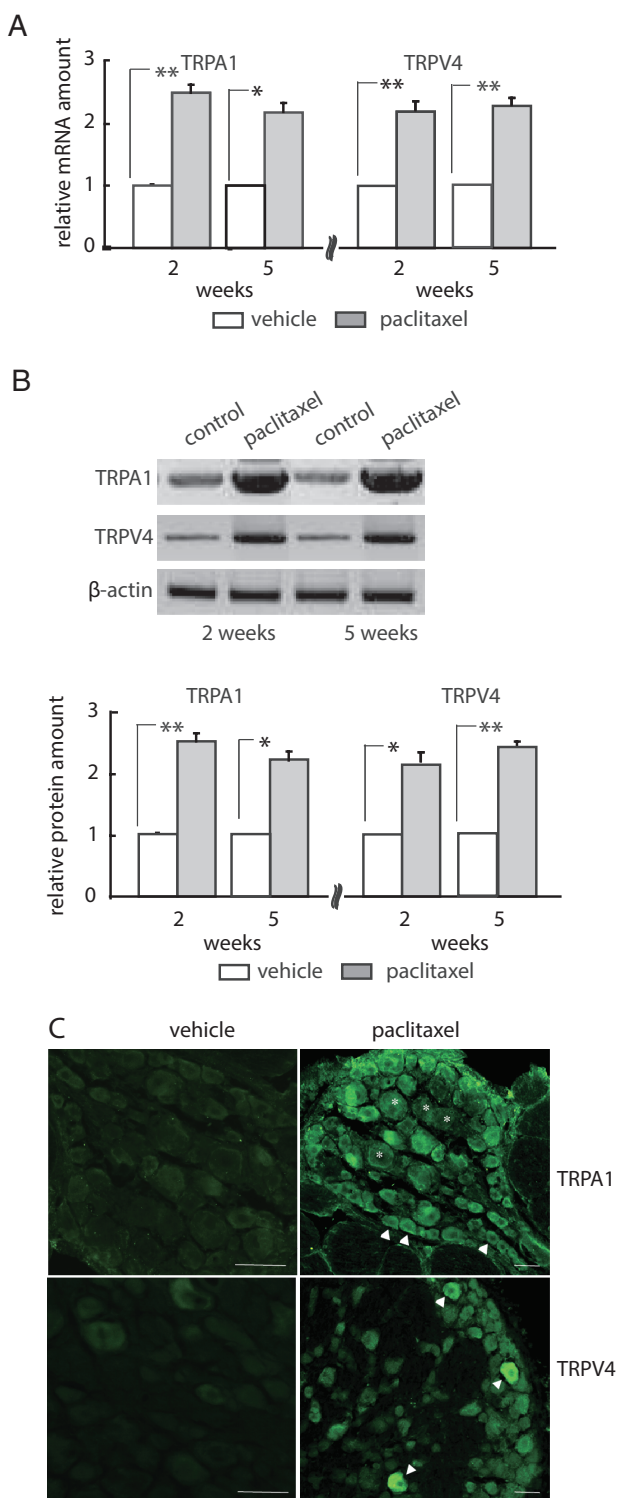 A
TRPA1 TRPV4
relative mRNA amount
3
2
1
0
** * ** **
2 5 2 5
weeks weeks
vehicle paclitaxel
B
control paclitaxel control paclitaxel
TRPA1
TRPV4
β-actin
2 weeks 5 weeks
TRPA1 TRPV4
relative protein amount
3
2
1
0
** * * **
2 5 2 5
weeks weeks
vehicle paclitaxel
C
vehicle paclitaxel
* * * *
TRPA1
TRPV4